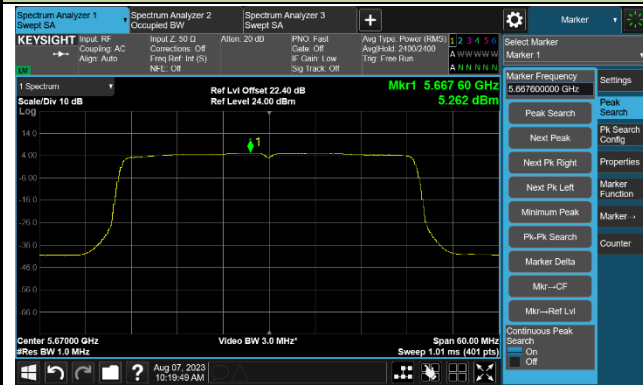 Spectrum Analyzer 1
Swept SA
Spectrum Analyzer 2
Occupied BW
Spectrum Analyzer 3
Swept SA
Marker
KEYSIGHT
Input: RF
Coupling: AC
Align: Auto
Input Z: 50 Ω
Corrections: Off
Freq Ref: Int (S)
NFE: Off
Atten: 20 dB
PNO: Fast
Gate: Off
IF Gain: Low
Sig Track: Off
Avg Type: Power (RMS)
Avg|Hold: 2400/2400
Trig: Free Run
1 2 3 4 5 6
A W W W W W
A N N N N N
LXI
Select Marker
Marker 1
1 Spectrum
Scale/Div 10 dB
Log
Ref Lvl Offset 22.40 dB
Ref Level 24.00 dBm
Mkr1 5.667 60 GHz
5.262 dBm
14.0
4.00
-6.00
-16.0
-26.0
-36.0
-46.0
-56.0
-66.0
1
Center 5.67000 GHz
#Res BW 1.0 MHz
Video BW 3.0 MHz*
Span 60.00 MHz
Sweep 1.01 ms (401 pts)
Marker Frequency
5.667600000 GHz
Peak Search
Next Peak
Next Pk Right
Next Pk Left
Minimum Peak
Pk-Pk Search
Marker Delta
Mkr→CF
Mkr→Ref Lvl
Continuous Peak
Search
On
Off
Settings
Peak
Search
Pk Search
Config
Properties
Marker
Function
Marker→
Counter
Aug 07, 2023
10:19:49 AM